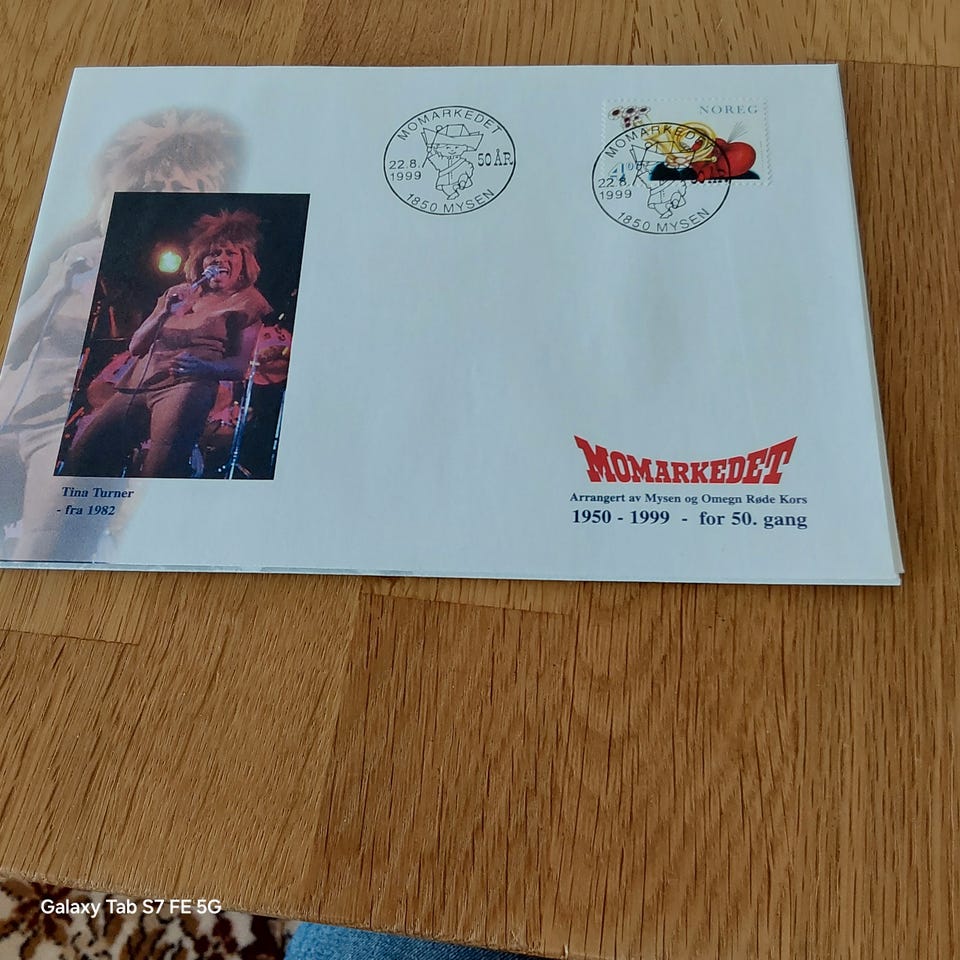 MOMARKEDET
22.8.
1999
50 ÅR
1850 MYSEN
NOREG
MOMARKEDET
22.8.
1999
1850 MYSEN
Tina Turner
- fra 1982
MOMARKEDET
Arrangert av Mysen og Omegn Røde Kors
1950 - 1999 - for 50. gang
Galaxy Tab S7 FE 5G